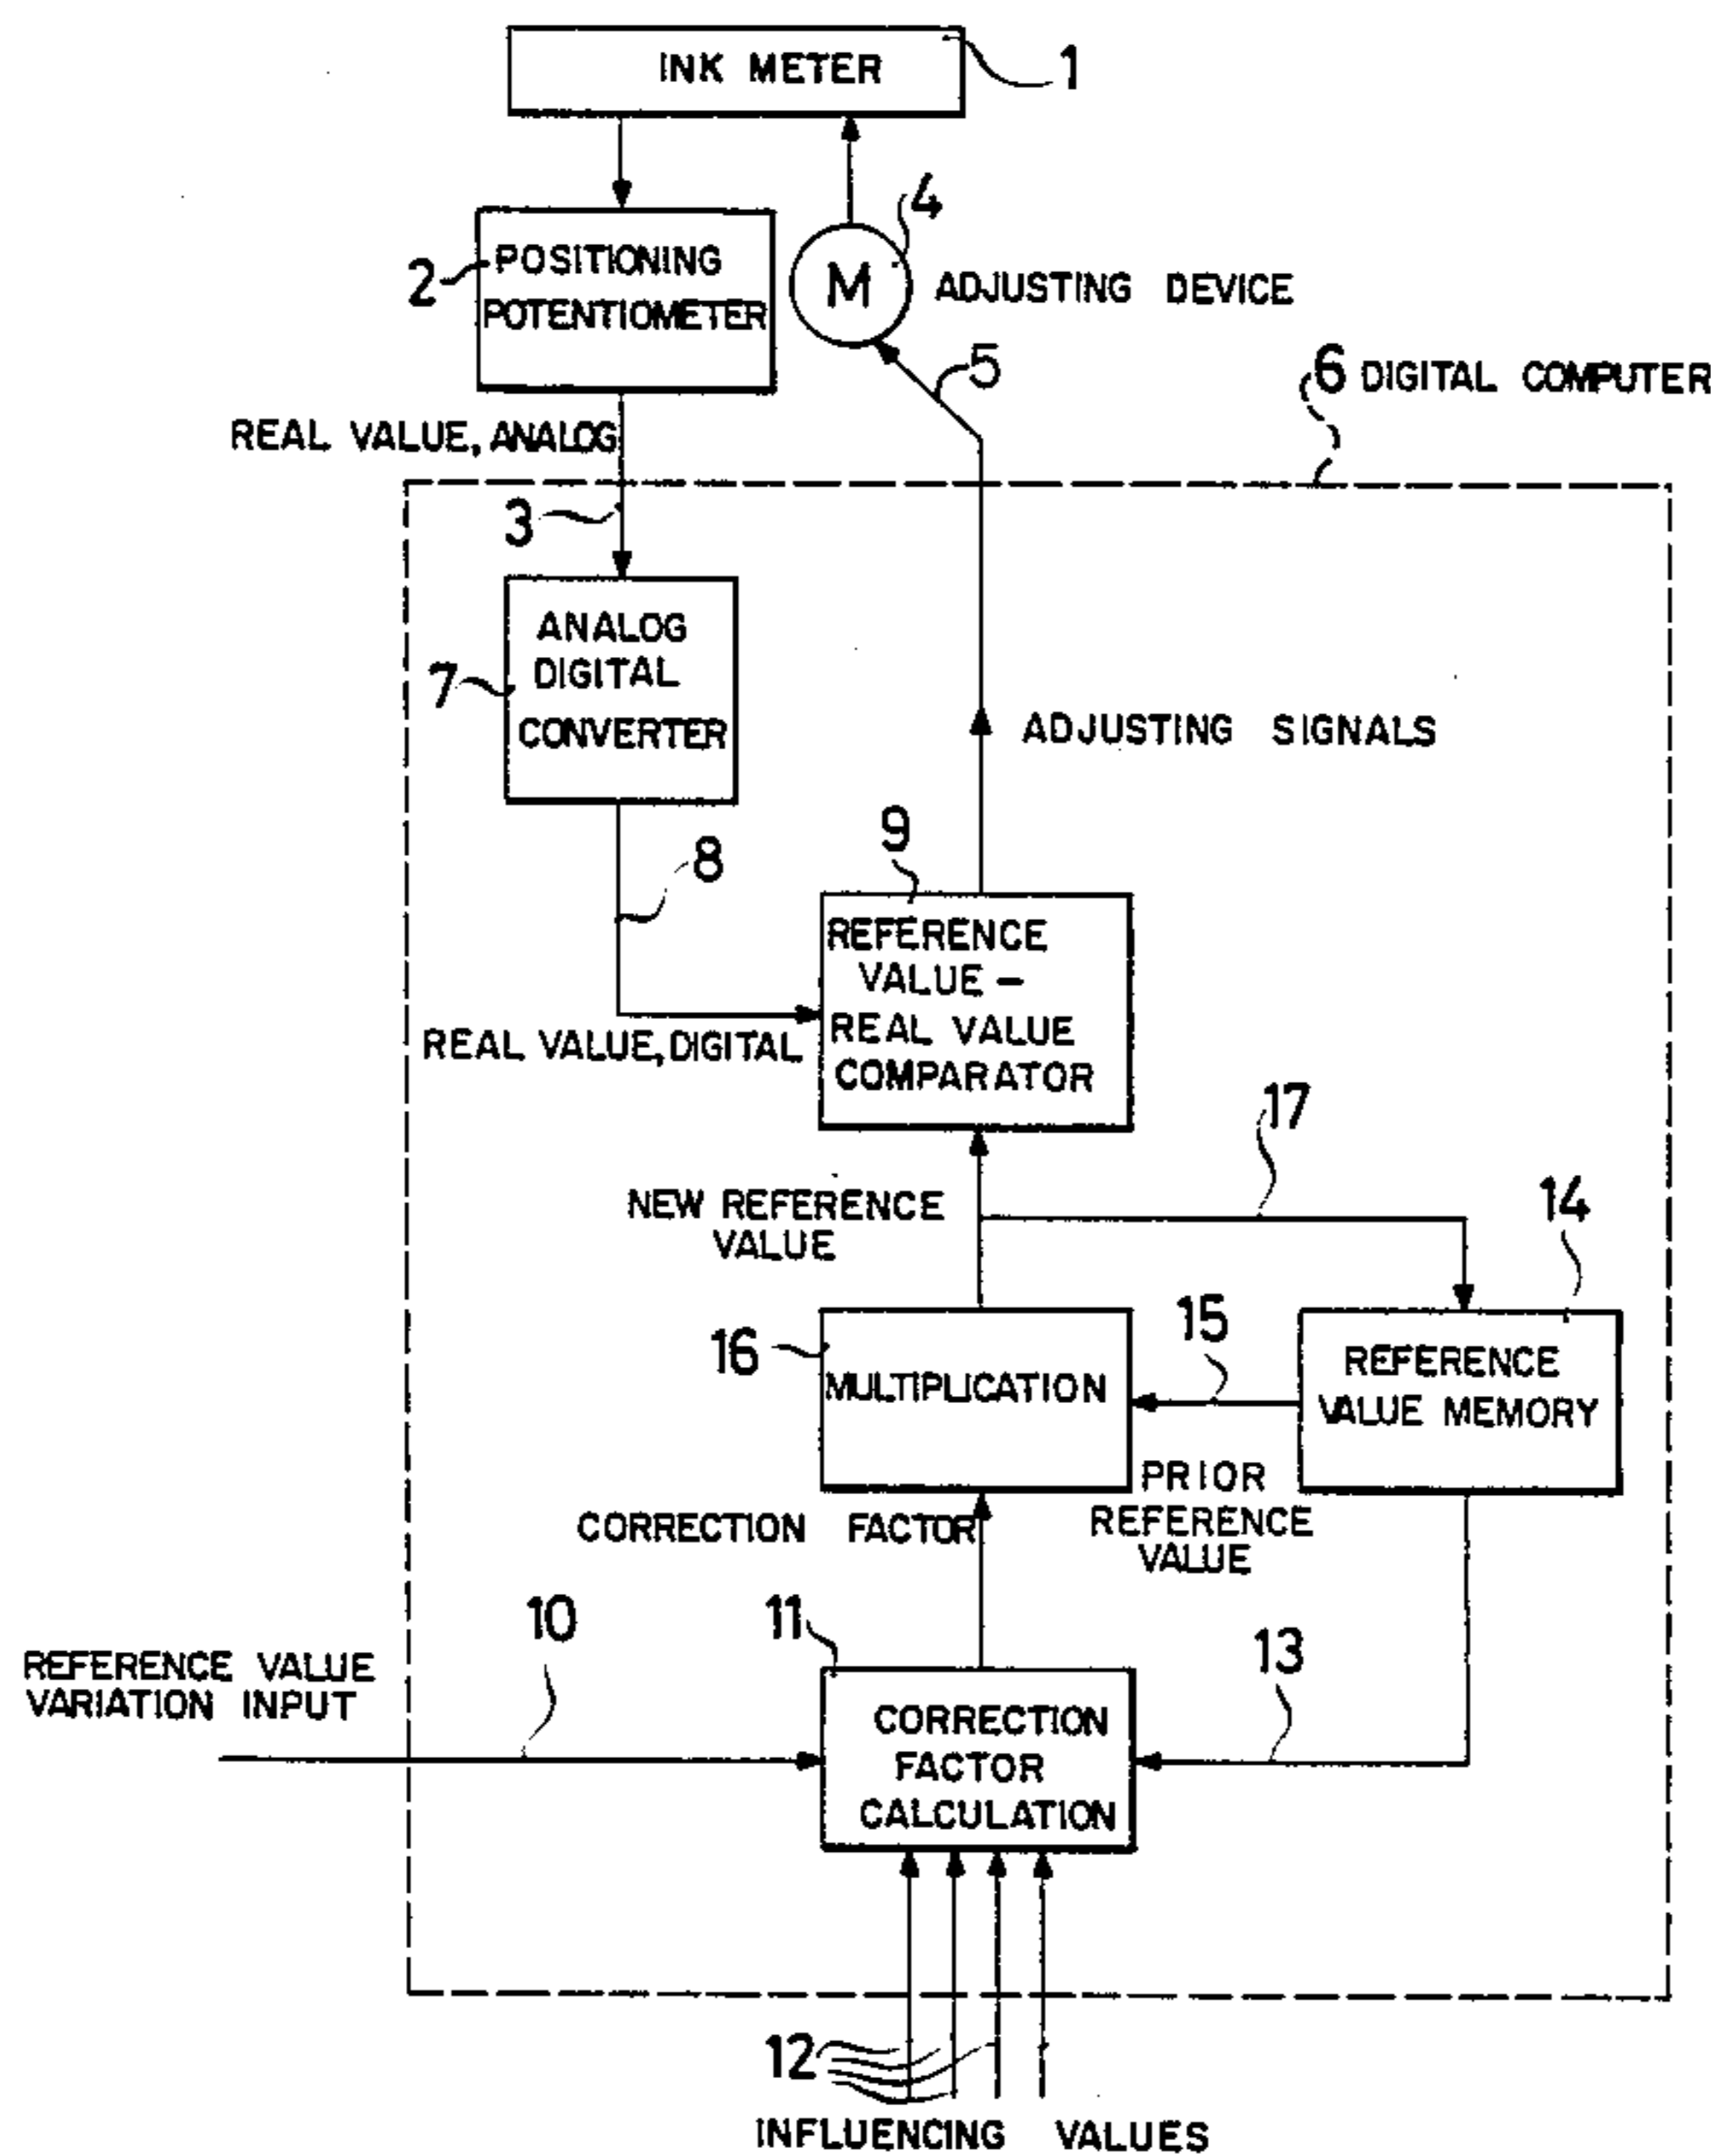 INK METER
1
POSITIONING
POTENTIOMETER
2
M
4
ADJUSTING DEVICE
5
6 DIGITAL COMPUTER
REAL VALUE, ANALOG
3
ANALOG
DIGITAL
CONVERTER
7
ADJUSTING SIGNALS
8
9
REFERENCE
VALUE –
REAL VALUE
COMPARATOR
REAL VALUE, DIGITAL
17
NEW REFERENCE
VALUE
14
15
16
MULTIPLICATION
REFERENCE
VALUE MEMORY
PRIOR
REFERENCE
VALUE
CORRECTION FACTOR
10
11
13
REFERENCE VALUE
VARIATION INPUT
CORRECTION
FACTOR
CALCULATION
12
INFLUENCING VALUES